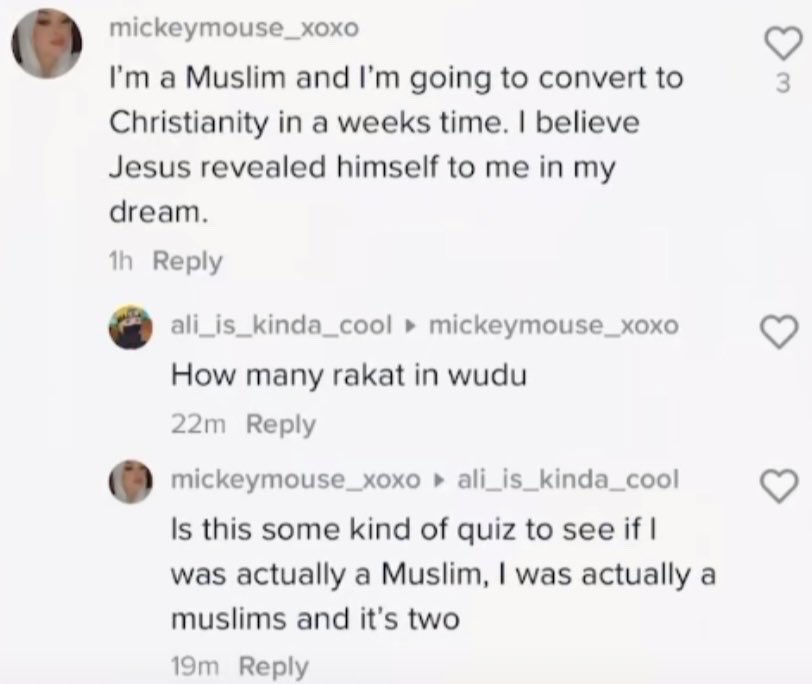 mickeymouse_xoxo
I'm a Muslim and I'm going to convert to
Christianity in a weeks time. I believe
Jesus revealed himself to me in my
dream.
3
1h Reply
ali_is_kinda_cool ▸ mickeymouse_xoxo
How many rakat in wudu
22m Reply
mickeymouse_xoxo ▸ ali_is_kinda_cool
Is this some kind of quiz to see if I
was actually a Muslim, I was actually a
muslims and it's two
19m Reply